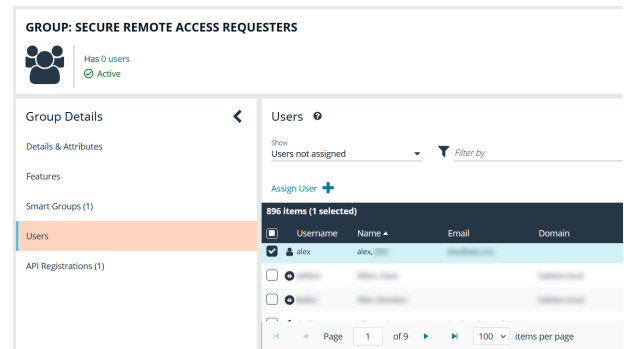 GROUP: SECURE REMOTE ACCESS REQUESTERS
Has 0 users
Active
Group Details
Details & Attributes
Features
Smart Groups (1)
Users
API Registrations (1)
Users
Show
Users not assigned
Filter by
Assign User
896 items (1 selected)
Username Name Email Domain
alex alex,
Page 1 of 9 100 items per page